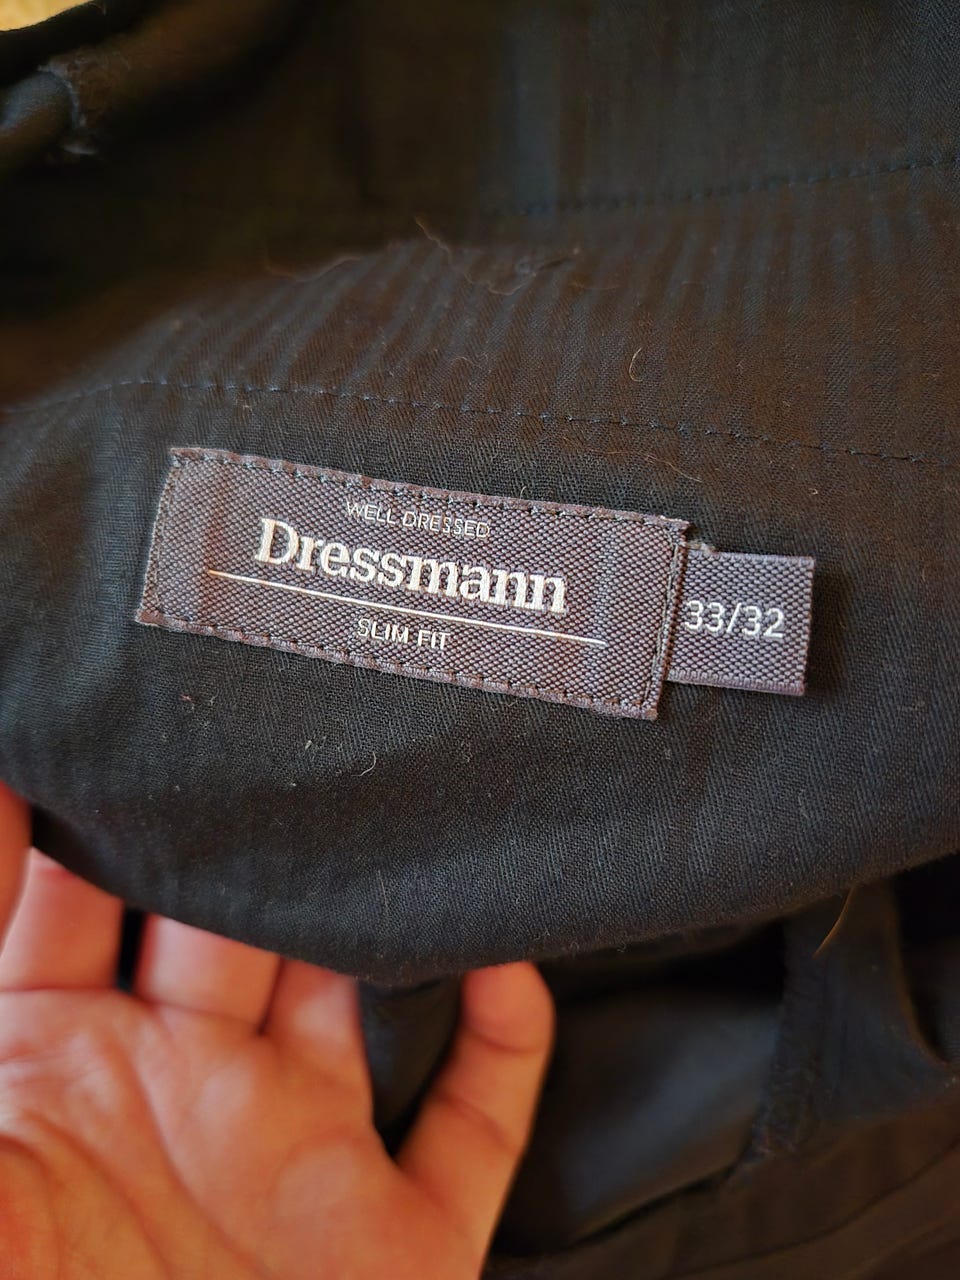 WELL DRESSED
Dressmann
SLIM FIT
33/32